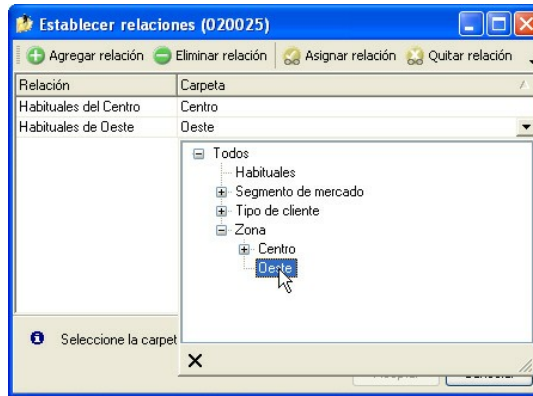 Establecer relaciones (020025)
Agregar relación Eliminar relación Asignar relación Quitar relación
Relación Carpeta
Habituales del Centro Centro
Habituales de Oeste Oeste
Todos
Habituales
Segmento de mercado
Tipo de cliente
Zona
Centro
Oeste
Seleccione la carpet